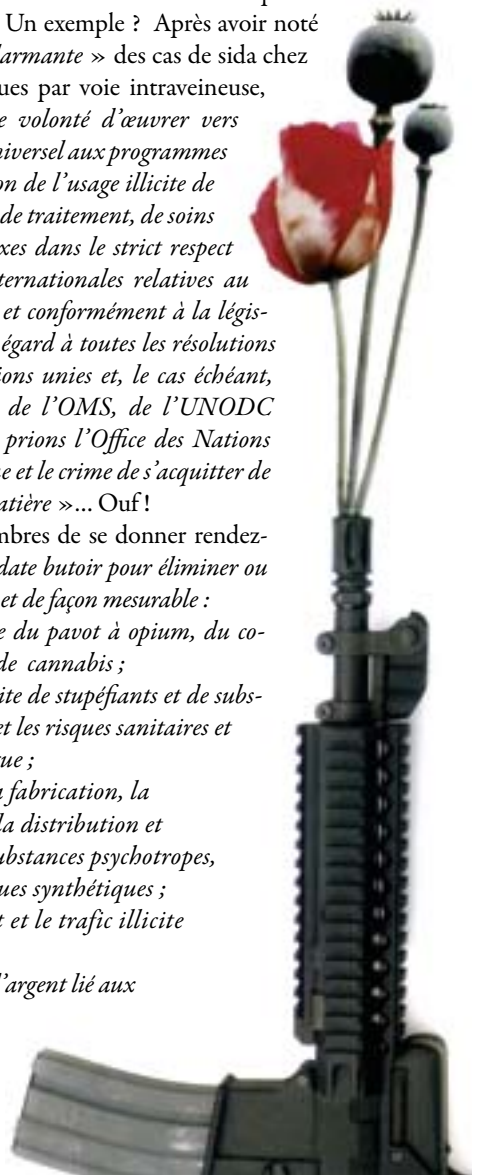 Un exemple ? Après avoir noté
larmante » des cas de sida chez
ues par voie intraveineuse,
e volonté d’œuvrer vers
niversel aux programmes
on de l’usage illicite de
de traitement, de soins
xes dans le strict respect
ternationales relatives au
et conformément à la légis-
égard à toutes les résolutions
ions unies et, le cas échéant,
de l’OMS, de l’UNODC
prions l’Office des Nations
ue et le crime de s’acquitter de
atière »... Ouf !
mbres de se donner rendez-
date butoir pour éliminer ou
et de façon mesurable :
e du pavot à opium, du co-
de cannabis ;
ite de stupéfiants et de subs-
et les risques sanitaires et
gue ;
a fabrication, la
la distribution et
ubstances psychotropes,
ues synthétiques ;
t et le trafic illicite
l’argent lié aux